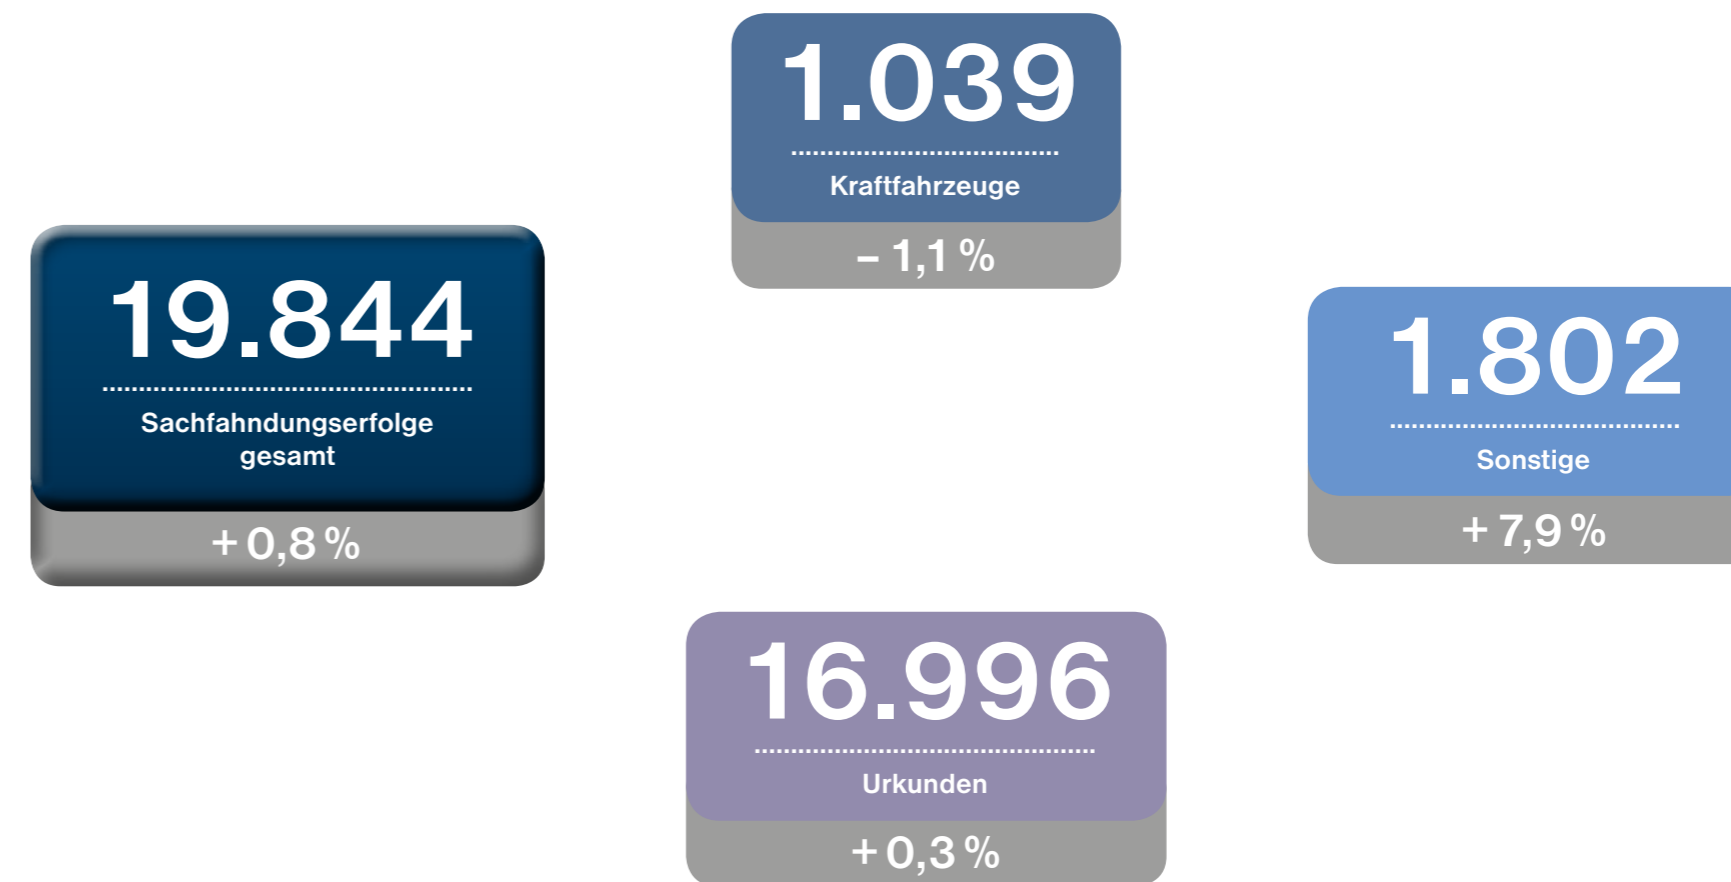 1.039
Kraftfahrzeuge
– 1,1 %
19.844
Sachfahndungserfolge
gesamt
+ 0,8 %
1.802
Sonstige
+ 7,9 %
16.996
Urkunden
+ 0,3 %